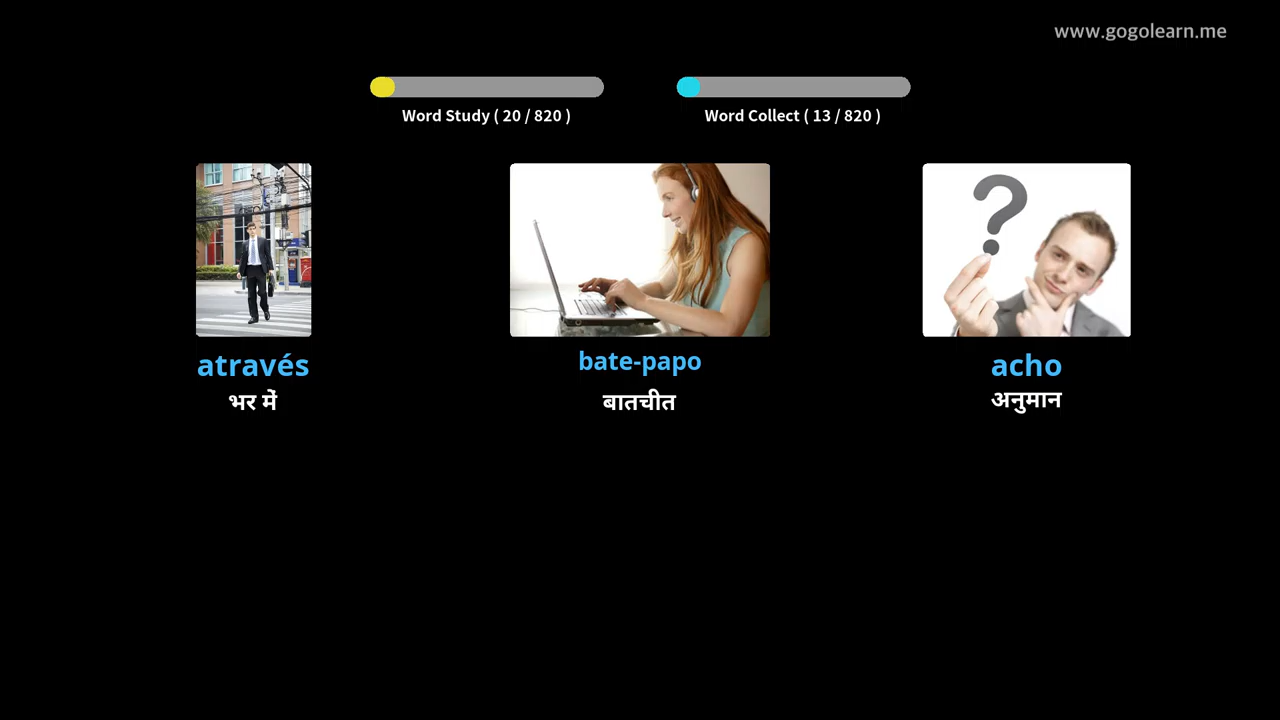 www.gogolearn.me
Word Study ( 20 / 820 )
Word Collect ( 13 / 820 )
através
bate-papo
acho
भर में
बातचीत
अनुमान